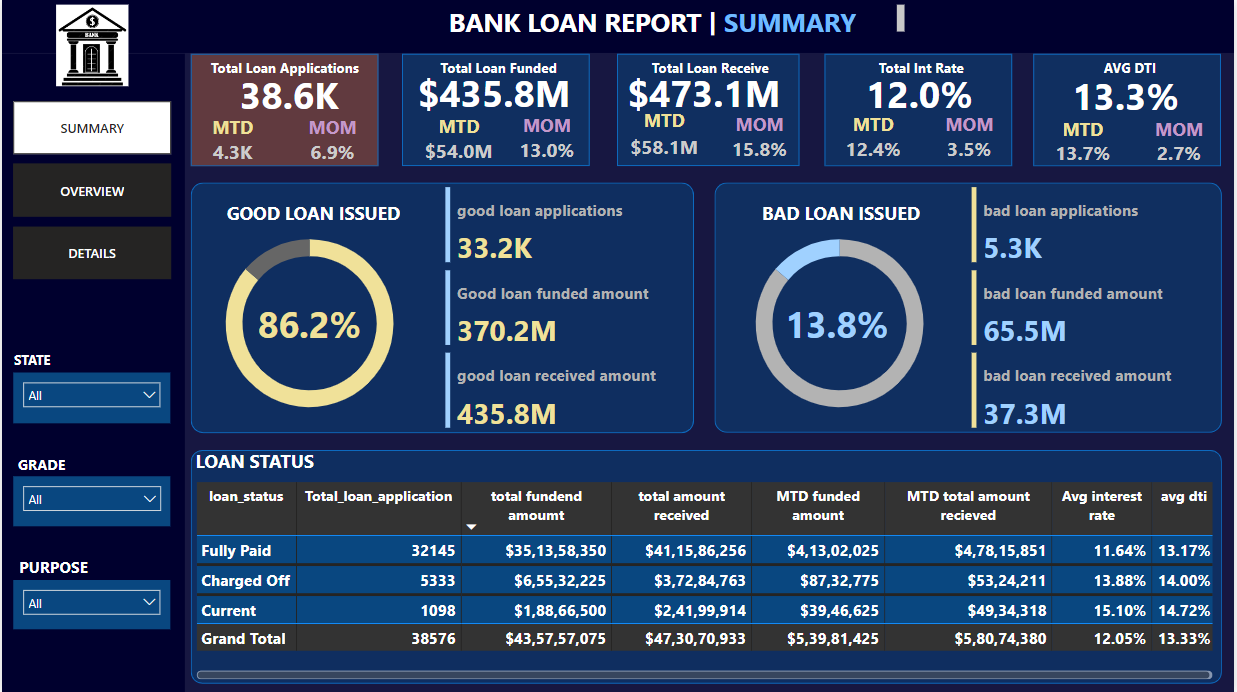 BANK LOAN REPORT | SUMMARY
BANK
$
SUMMARY
OVERVIEW
DETAILS
STATE
All
GRADE
All
PURPOSE
All
Total Loan Applications
38.6K
MTD MOM
4.3K 6.9%
Total Loan Funded
$435.8M
MTD MOM
$54.0M 13.0%
Total Loan Receive
$473.1M
MTD MOM
$58.1M 15.8%
Total Int Rate
12.0%
MTD MOM
12.4% 3.5%
AVG DTI
13.3%
MTD MOM
13.7% 2.7%
GOOD LOAN ISSUED
86.2%
good loan applications
33.2K
Good loan funded amount
370.2M
good loan received amount
435.8M
BAD LOAN ISSUED
13.8%
bad loan applications
5.3K
bad loan funded amount
65.5M
bad loan received amount
37.3M
LOAN STATUS
loan_status Total_loan_application total fundend amoumt total amount received MTD funded amount MTD total amount recieved Avg interest rate avg dti
Fully Paid 32145 $35,13,58,350 $41,15,86,256 $4,13,02,025 $4,78,15,851 11.64% 13.17%
Charged Off 5333 $6,55,32,225 $3,72,84,763 $87,32,775 $53,24,211 13.88% 14.00%
Current 1098 $1,88,66,500 $2,41,99,914 $39,46,625 $49,34,318 15.10% 14.72%
Grand Total 38576 $43,57,57,075 $47,30,70,933 $5,39,81,425 $5,80,74,380 12.05% 13.33%